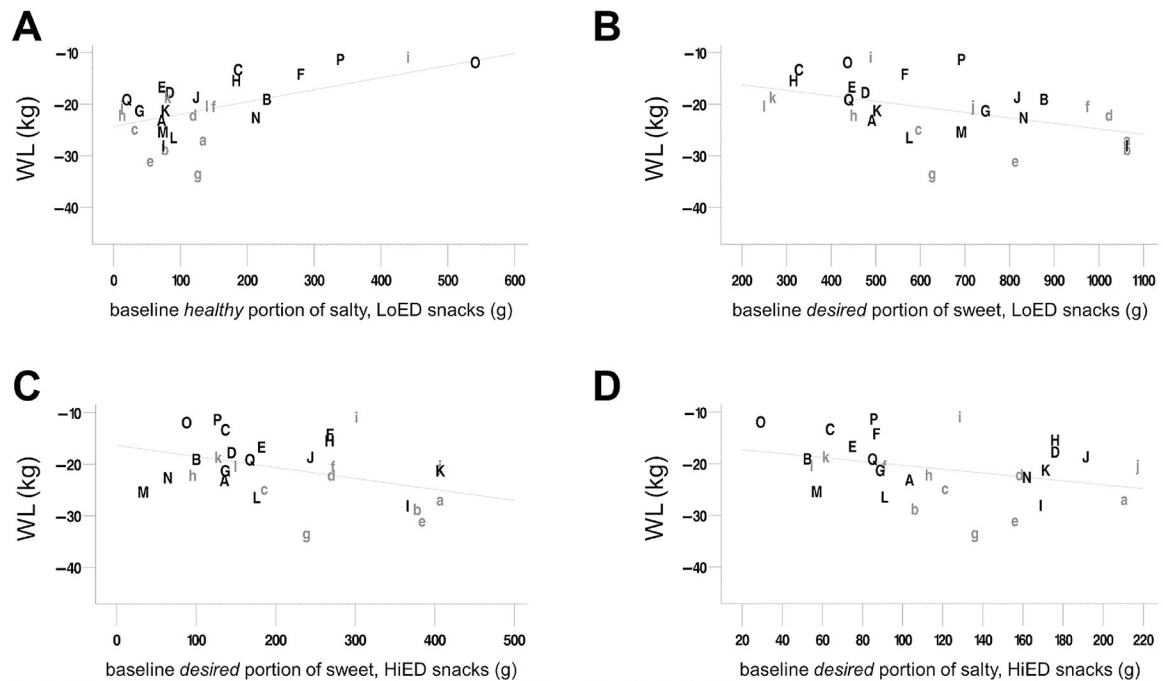 A
−10
−20
−30
−40
WL (kg)
P i O
C F
H
E D k
Q J l f B
j G K
h A d N
c M
L a
I b
e
g
0 100 200 300 400 500 600
baseline healthy portion of salty, LoED snacks (g)
B
−10
−20
−30
−40
WL (kg)
O i P
C F
H
E D
k Q J B
l K j G f
h A N d
c M
L a
I b
e
g
200 300 400 500 600 700 800 900 1000 1100
baseline desired portion of sweet, LoED snacks (g)
C
−10
−20
−30
−40
WL (kg)
O P i
C F
H
D E
B k Q J
G l f j K
N h A d
M c
L a
I b
e
g
0 100 200 300 400 500
baseline desired portion of sweet, HiED snacks (g)
D
−10
−20
−30
−40
WL (kg)
O P i
C F
H
E D
B k Q J
l G f K j
A h d N
M c
L a
b I
e
g
20 40 60 80 100 120 140 160 180 200 220
baseline desired portion of salty, HiED snacks (g)